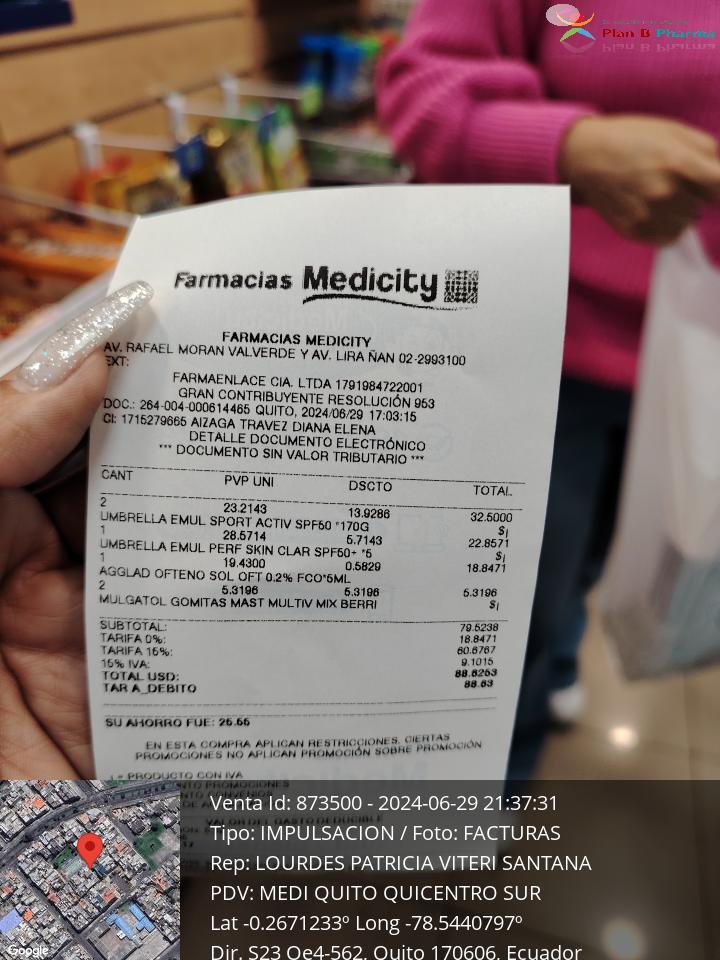 Plan B Pharma
Farmacias Medicity
FARMACIAS MEDICITY
AV. RAFAEL MORAN VALVERDE Y AV. LIRA ÑAN 02-2993100
EXT:
FARMAENLACE CIA. LTDA 1791984722001
GRAN CONTRIBUYENTE RESOLUCIÓN 953
DOC.: 264-004-000614465 QUITO, 2024/06/29 17:03:15
CI: 1715279665 AIZAGA TRAVEZ DIANA ELENA
DETALLE DOCUMENTO ELECTRÓNICO
*** DOCUMENTO SIN VALOR TRIBUTARIO ***
CANT PVP UNI DSCTO TOTAL
2 23.2143 13.9286 32.5000
UMBRELLA EMUL SPORT ACTIV SPF50 *170G $¡
1 28.5714 5.7143 22.8571
UMBRELLA EMUL PERF SKIN CLAR SPF50+ *5 $¡
1 19.4300 0.5829 18.8471
AGGLAD OFTENO SOL OFT 0.2% FCO*5ML
2 5.3196 5.3196 5.3196
MULGATOL GOMITAS MAST MULTIV MIX BERRI $¡
SUBTOTAL: 79.5238
TARIFA 0%: 18.8471
TARIFA 15%: 60.6767
15% IVA: 9.1015
TOTAL USD: 88.6253
TAR A_DEBITO 88.63
SU AHORRO FUE: 25.55
EN ESTA COMPRA APLICAN RESTRICCIONES, CIERTAS
PROMOCIONES NO APLICAN PROMOCIÓN SOBRE PROMOCIÓN
PRODUCTO CON IVA
PROMOCIONES
VALOR DEL GASTO DEDUCIBLE
Venta Id: 873500 - 2024-06-29 21:37:31
Tipo: IMPULSACION / Foto: FACTURAS
Rep: LOURDES PATRICIA VITERI SANTANA
PDV: MEDI QUITO QUICENTRO SUR
Lat -0.2671233º Long -78.5440797º
Dir. S23 Oe4-562, Quito 170606, Ecuador
Google